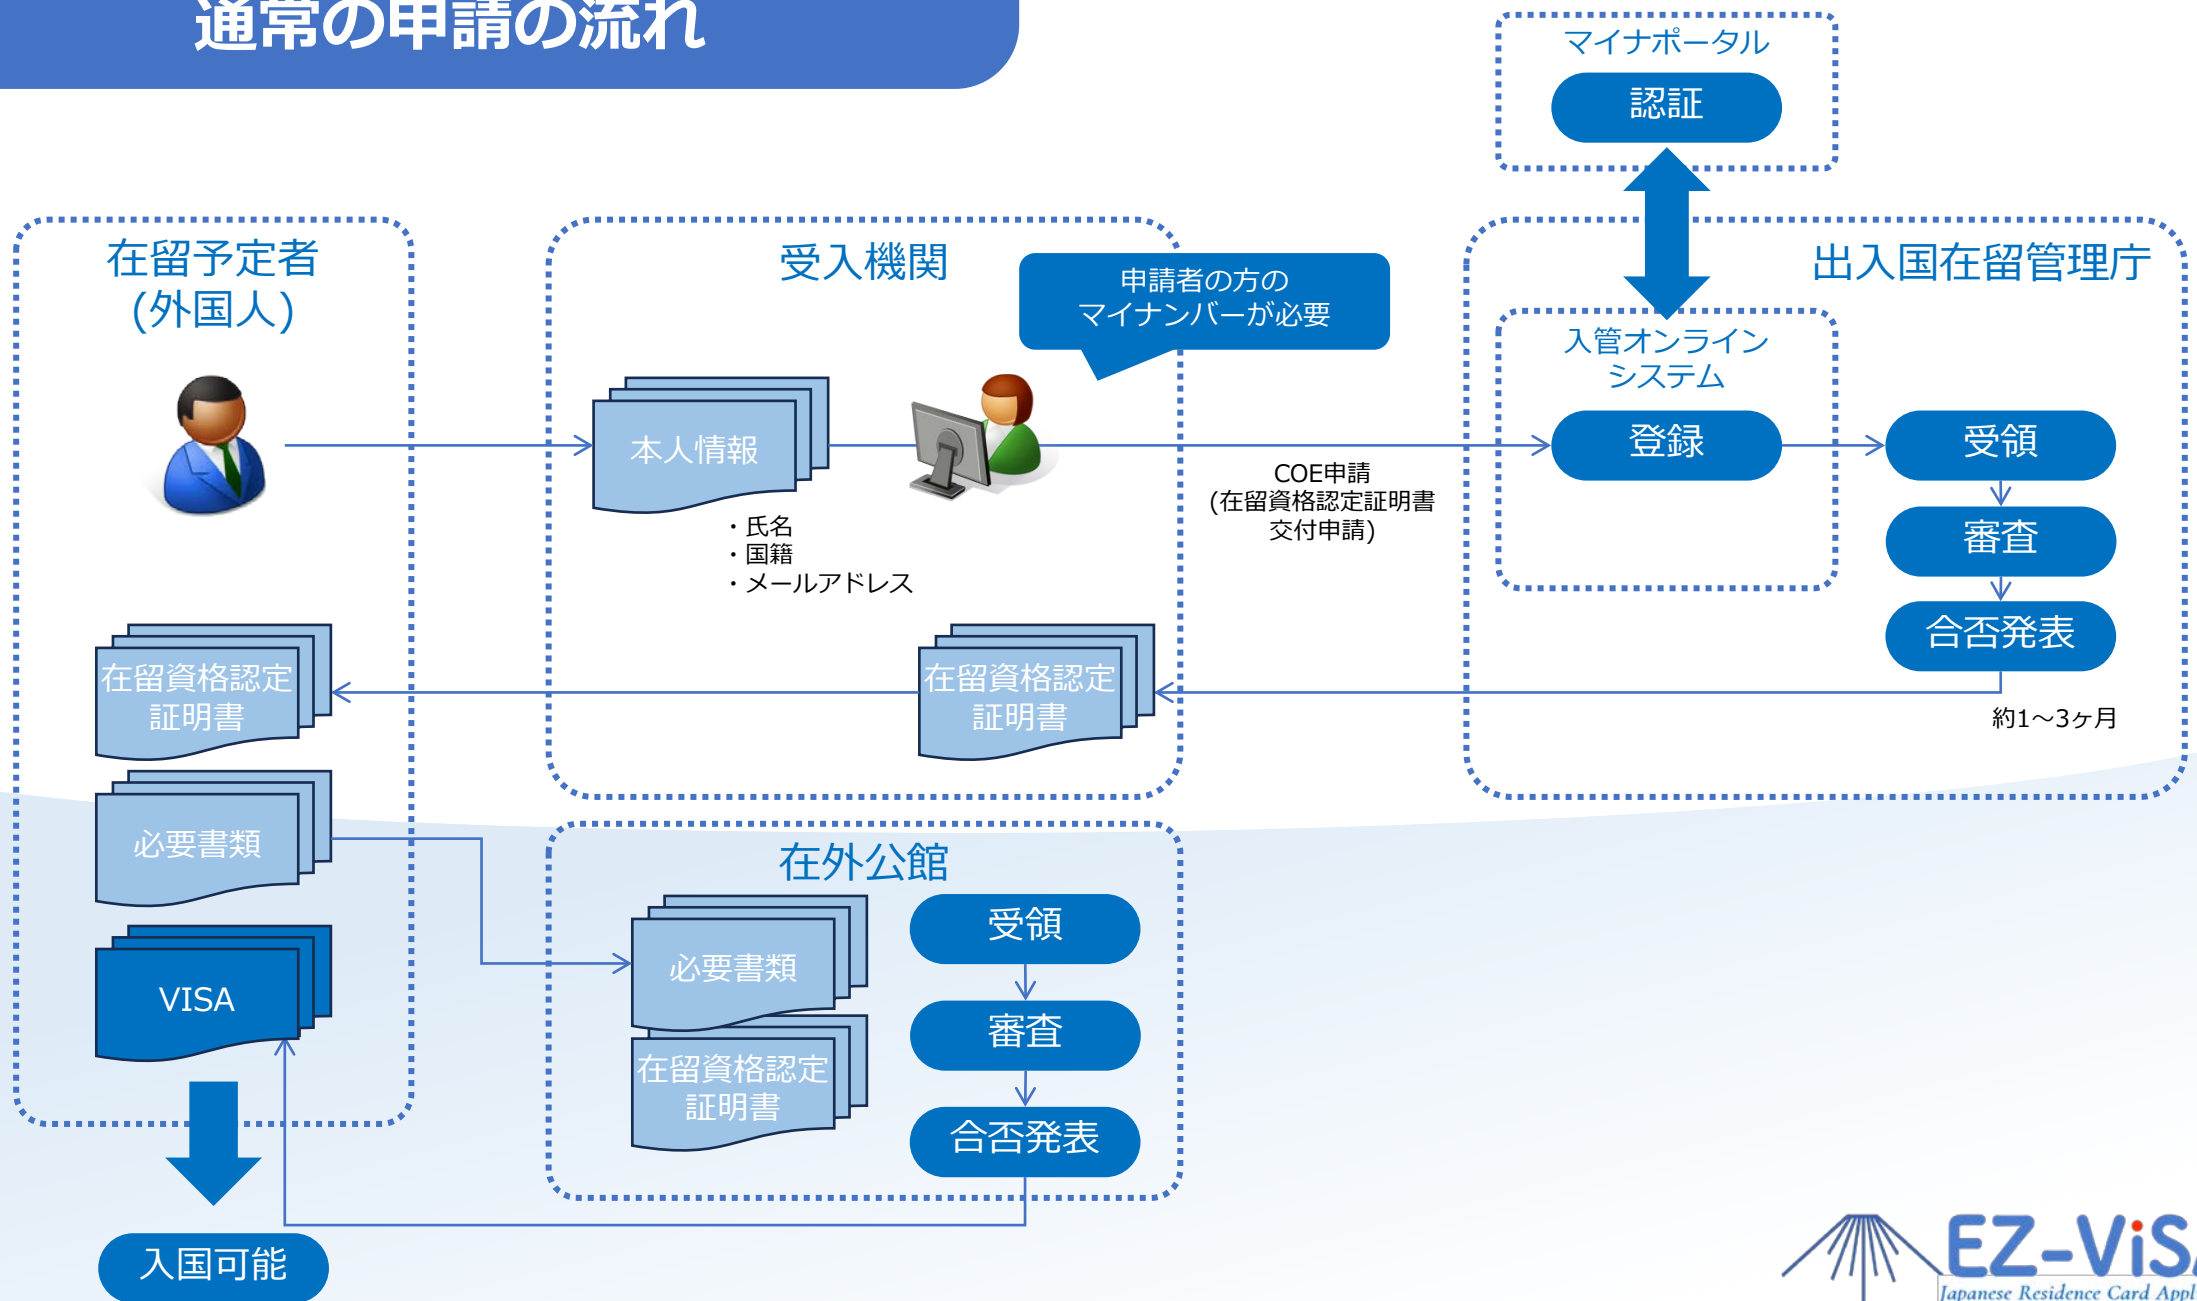 通常の申請の流れ
マイナポータル
認証
在留予定者
(外国人)
受入機関
申請者の方の
マイナンバーが必要
出入国在留管理庁
入管オンライン
システム
本人情報
・氏名
・国籍
・メールアドレス
COE申請
(在留資格認定証明書
交付申請)
登録
受領
審査
合否発表
約1～3ヶ月
在留資格認定
証明書
在留資格認定
証明書
必要書類
VISA
入国可能
在外公館
必要書類
在留資格認定
証明書
受領
審査
合否発表
EZ-ViS
Japanese Residence Card